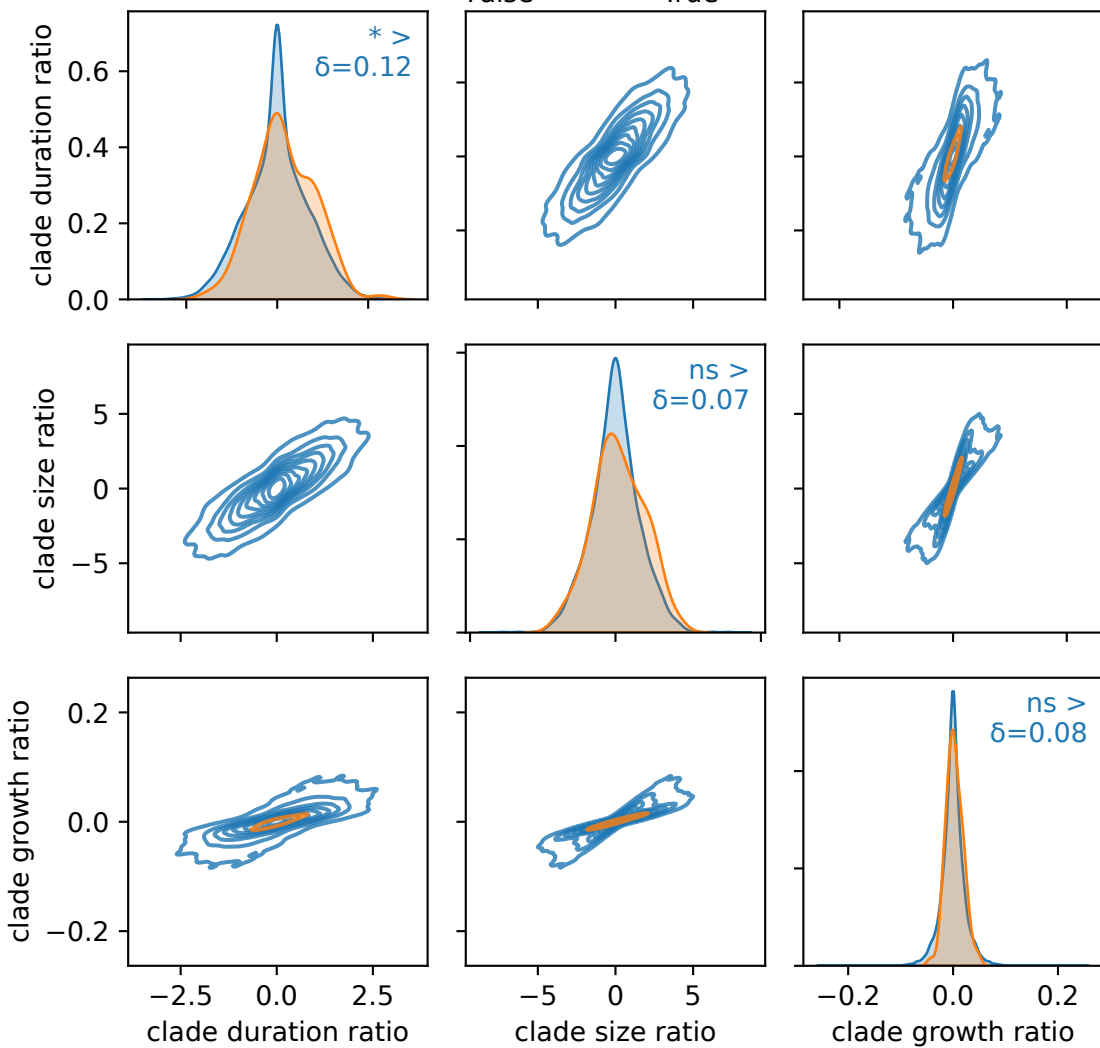 clade duration ratio
0.6
0.4
0.2
0.0
* >
δ=0.12
clade size ratio
5
0
−5
ns >
δ=0.07
clade growth ratio
0.2
0.0
−0.2
ns >
δ=0.08
−2.5 0.0 2.5
−5 0 5
−0.2 0.0 0.2
clade duration ratio
clade size ratio
clade growth ratio